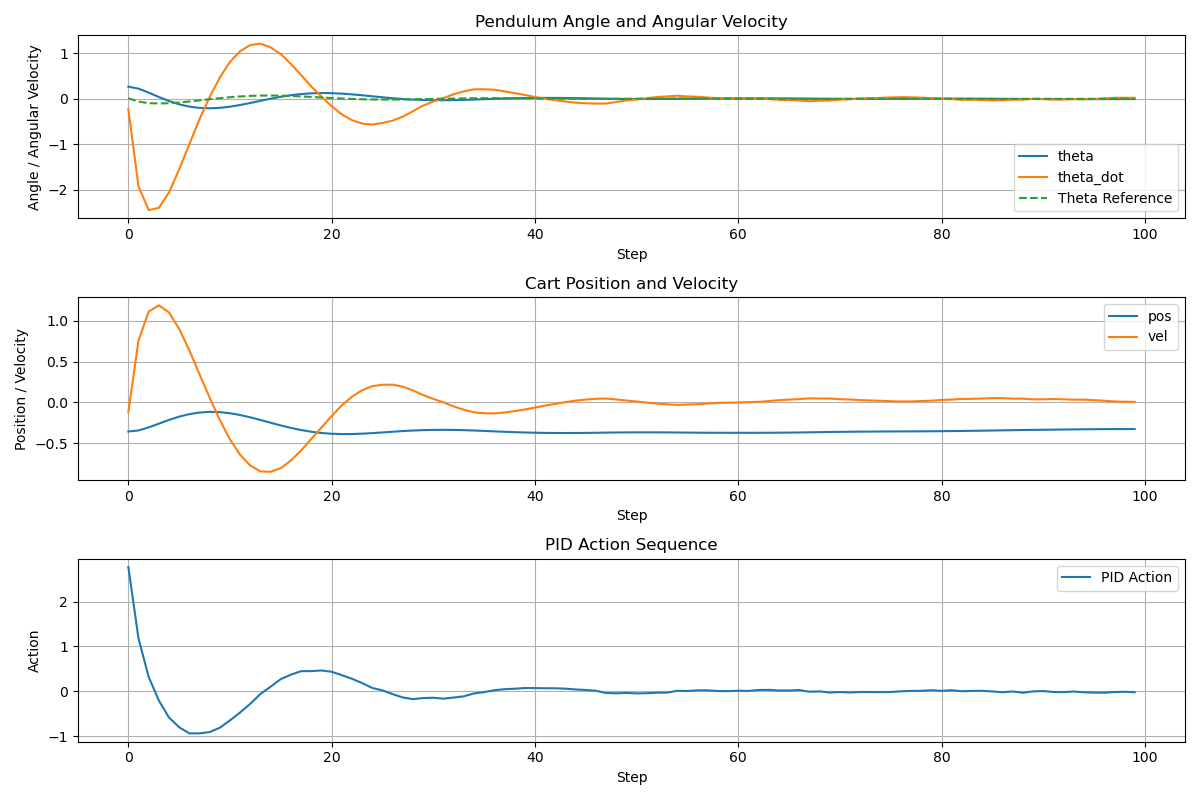 Pendulum Angle and Angular Velocity
Angle / Angular Velocity
1
0
−1
−2
theta
theta_dot
Theta Reference
0 20 40 60 80 100
Step
Cart Position and Velocity
Position / Velocity
1.0
0.5
0.0
−0.5
pos
vel
0 20 40 60 80 100
Step
PID Action Sequence
Action
2
1
0
−1
PID Action
0 20 40 60 80 100
Step